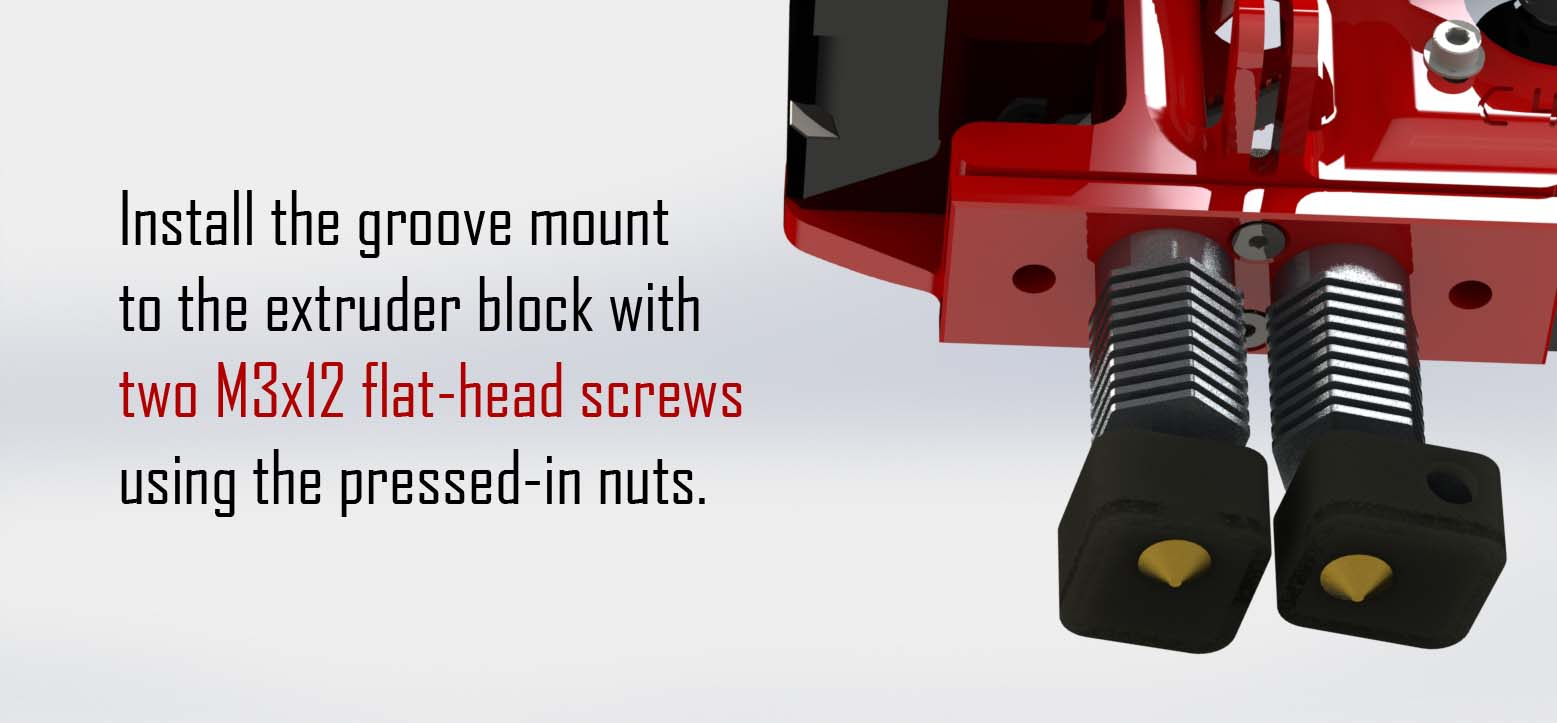 Install the groove mount
to the extruder block with
two M3x12 flat-head screws
using the pressed-in nuts.